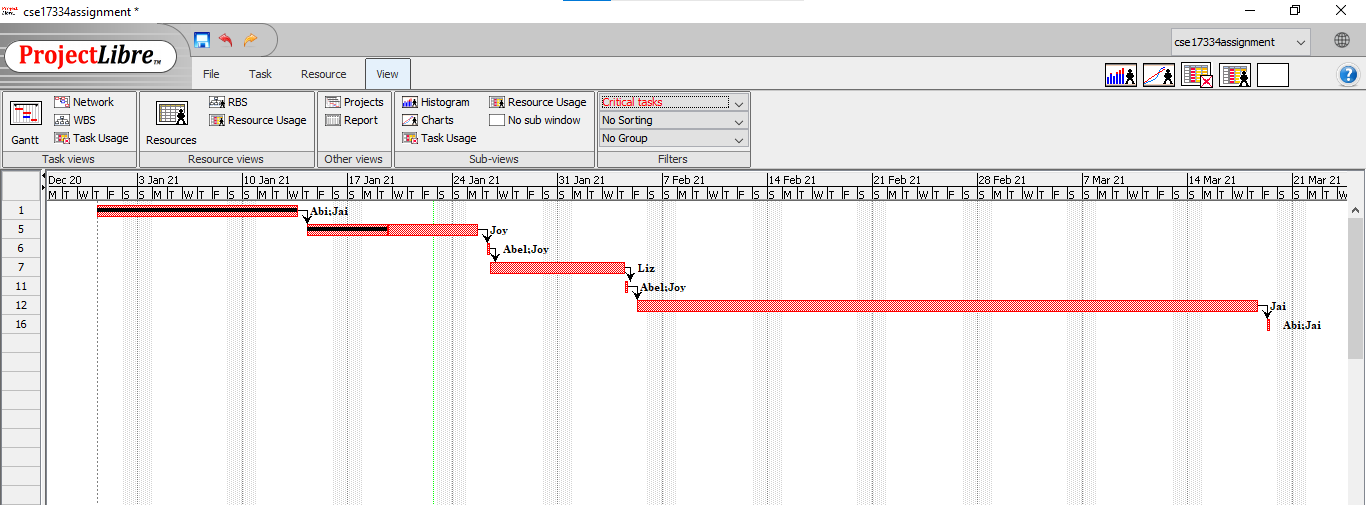 cse17334assignment *
ProjectLibre™
cse17334assignment
File Task Resource View
Network RBS Projects Histogram Resource Usage Critical tasks
WBS Resource Usage Report Charts No sub window No Sorting
Gantt Task Usage Resources Task Usage No Group
Task views Resource views Other views Sub-views Filters
Dec 20 3 Jan 21 10 Jan 21 17 Jan 21 24 Jan 21 31 Jan 21 7 Feb 21 14 Feb 21 21 Feb 21 28 Feb 21 7 Mar 21 14 Mar 21 21 Mar 21
M T W T F S S M T W T F S S M T W T F S S M T W T F S S M T W T F S S M T W T F S S M T W T F S S M T W T F S S M T W T F S S M T W T F S S M T W T F S S M T W T F S S M T W T
1 Abi;Jai
5 Joy
6 Abel;Joy
7 Liz
11 Abel;Joy
12 Jai
16 Abi;Jai